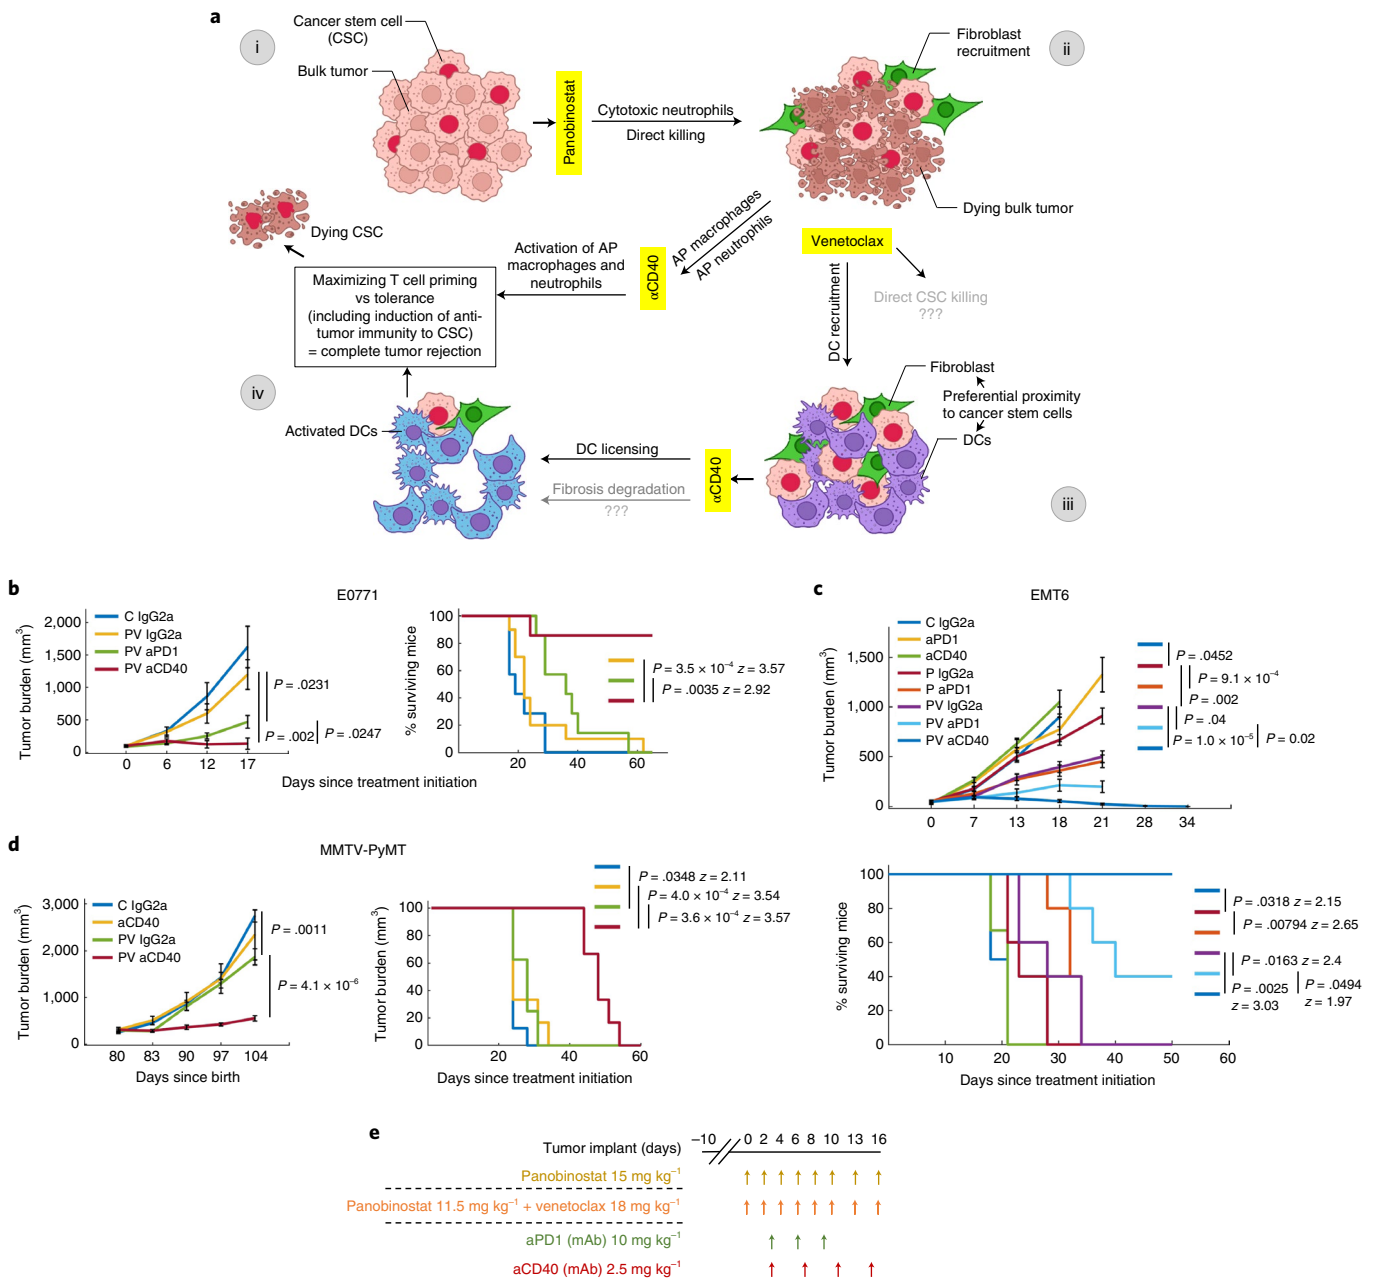 a
i
Cancer stem cell
(CSC)
Bulk tumor
Panobinostat
Cytotoxic neutrophils
Direct killing
Fibroblast
recruitment
ii
Dying bulk tumor
Dying CSC
Venetoclax
AP macrophages
AP neutrophils
αCD40
Activation of AP
macrophages and
neutrophils
Maximizing T cell priming
vs tolerance
(including induction of anti-
tumor immunity to CSC)
= complete tumor rejection
DC recruitment
Direct CSC killing
???
iv
Activated DCs
DC licensing
Fibrosis degradation
???
αCD40
Fibroblast
Preferential proximity
to cancer stem cells
DCs
iii
b
E0771
Tumor burden (mm³)
2,000
1,500
1,000
500
0
C IgG2a
PV IgG2a
PV aPD1
PV aCD40
P = .0231
P = .002
P = .0247
0 6 12 17
% surviving mice
100
80
60
40
20
0
P = 3.5 × 10⁻⁴ z = 3.57
P = .0035 z = 2.92
20 40 60
Days since treatment initiation
c
EMT6
C IgG2a
aPD1
aCD40
P IgG2a
P aPD1
PV IgG2a
PV aPD1
PV aCD40
Tumor burden (mm³)
1,500
1,000
500
0
0 7 13 18 21 28 34
P = .0452
P = 9.1 × 10⁻⁴
P = .002
P = .04
P = 1.0 × 10⁻⁵
P = 0.02
% surviving mice
100
80
60
40
20
0
10 20 30 40 50 60
Days since treatment initiation
P = .0318 z = 2.15
P = .00794 z = 2.65
P = .0163 z = 2.4
P = .0025
z = 3.03
P = .0494
z = 1.97
d
MMTV-PyMT
Tumor burden (mm³)
3,000
2,000
1,000
0
C IgG2a
aCD40
PV IgG2a
PV aCD40
P = .0011
P = 4.1 × 10⁻⁶
80 83 90 97 104
Days since birth
Tumor burden (mm³)
100
80
60
40
20
0
P = .0348 z = 2.11
P = 4.0 × 10⁻⁴ z = 3.54
P = 3.6 × 10⁻⁴ z = 3.57
20 40 60
Days since treatment initiation
e
Tumor implant (days)
−10 0 2 4 6 8 10 13 16
Panobinostat 15 mg kg⁻¹
Panobinostat 11.5 mg kg⁻¹ + venetoclax 18 mg kg⁻¹
aPD1 (mAb) 10 mg kg⁻¹
aCD40 (mAb) 2.5 mg kg⁻¹